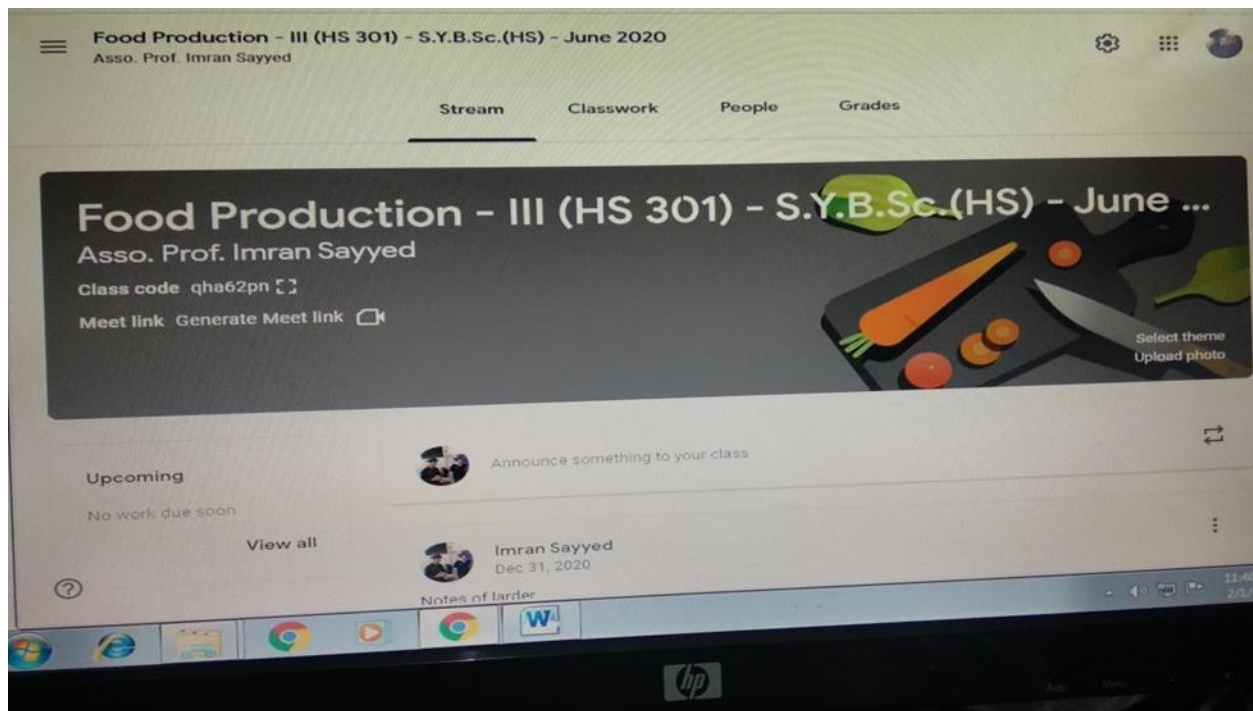 Food Production - III (HS 301) - S.Y.B.Sc.(HS) - June 2020
Asso. Prof. Imran Sayyed
Stream Classwork People Grades
Food Production - III (HS 301) - S.Y.B.Sc.(HS) - June ...
Asso. Prof. Imran Sayyed
Class code qha62pn
Meet link Generate Meet link
Select theme
Upload photo
Announce something to your class
Upcoming
No work due soon
View all
Imran Sayyed
Dec 31, 2020
Notes of larder
W
hp